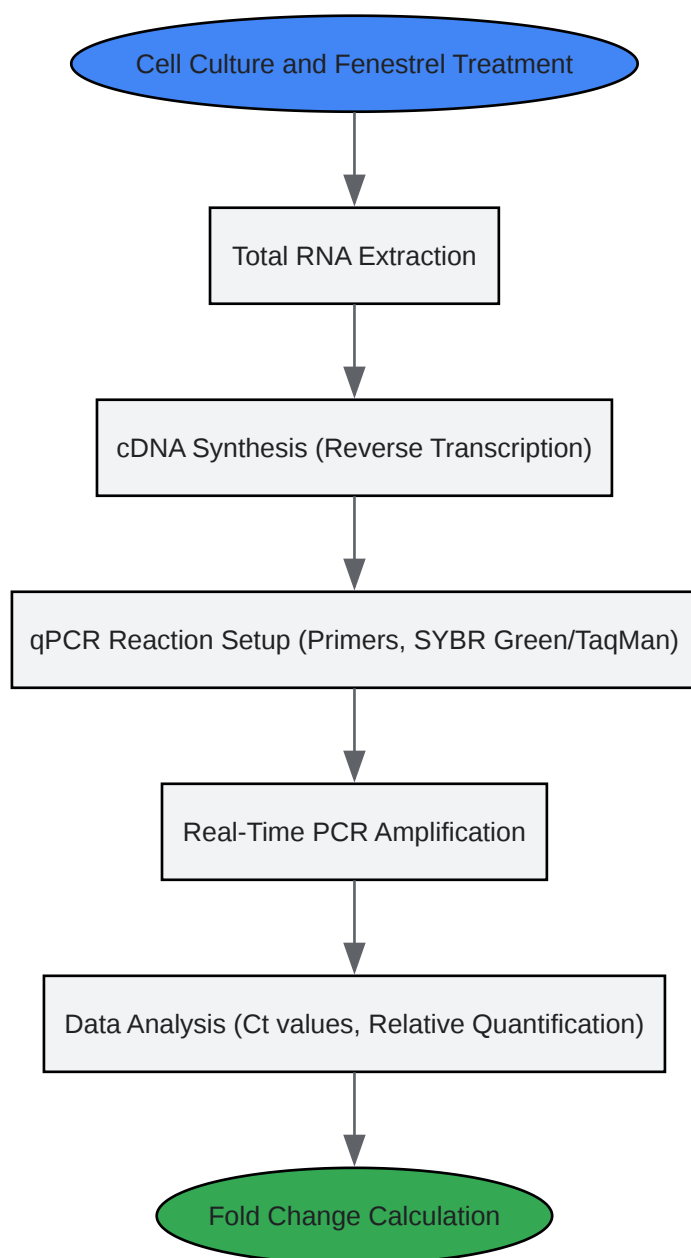 Cell Culture and Fenestrel Treatment
Total RNA Extraction
cDNA Synthesis (Reverse Transcription)
qPCR Reaction Setup (Primers, SYBR Green/TaqMan)
Real-Time PCR Amplification
Data Analysis (Ct values, Relative Quantification)
Fold Change Calculation